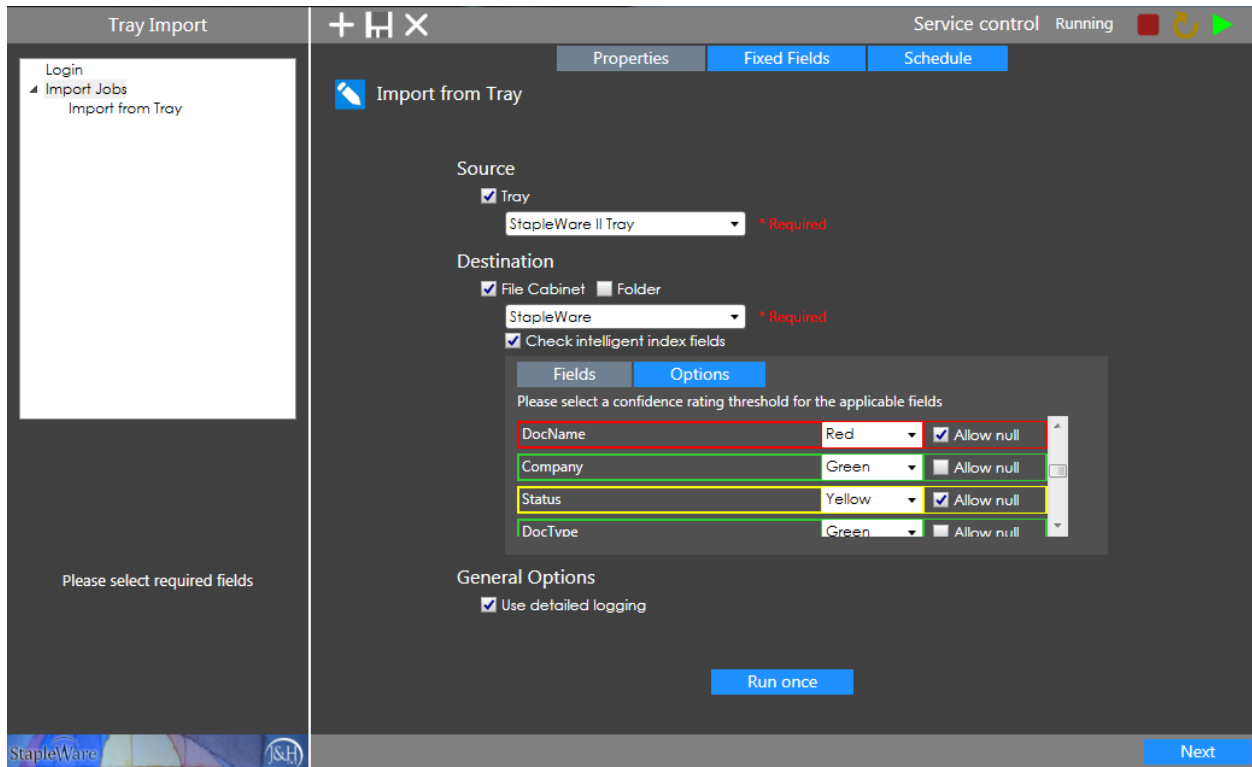 Tray Import
Service control Running
Login
Import Jobs
Import from Tray
Please select required fields
StapleWare J&H
Properties Fixed Fields Schedule
Import from Tray
Source
Tray
StapleWare II Tray * Required
Destination
File Cabinet Folder
StapleWare * Required
Check intelligent index fields
Fields Options
Please select a confidence rating threshold for the applicable fields
DocName Red Allow null
Company Green Allow null
Status Yellow Allow null
DocType Green Allow null
General Options
Use detailed logging
Run once
Next